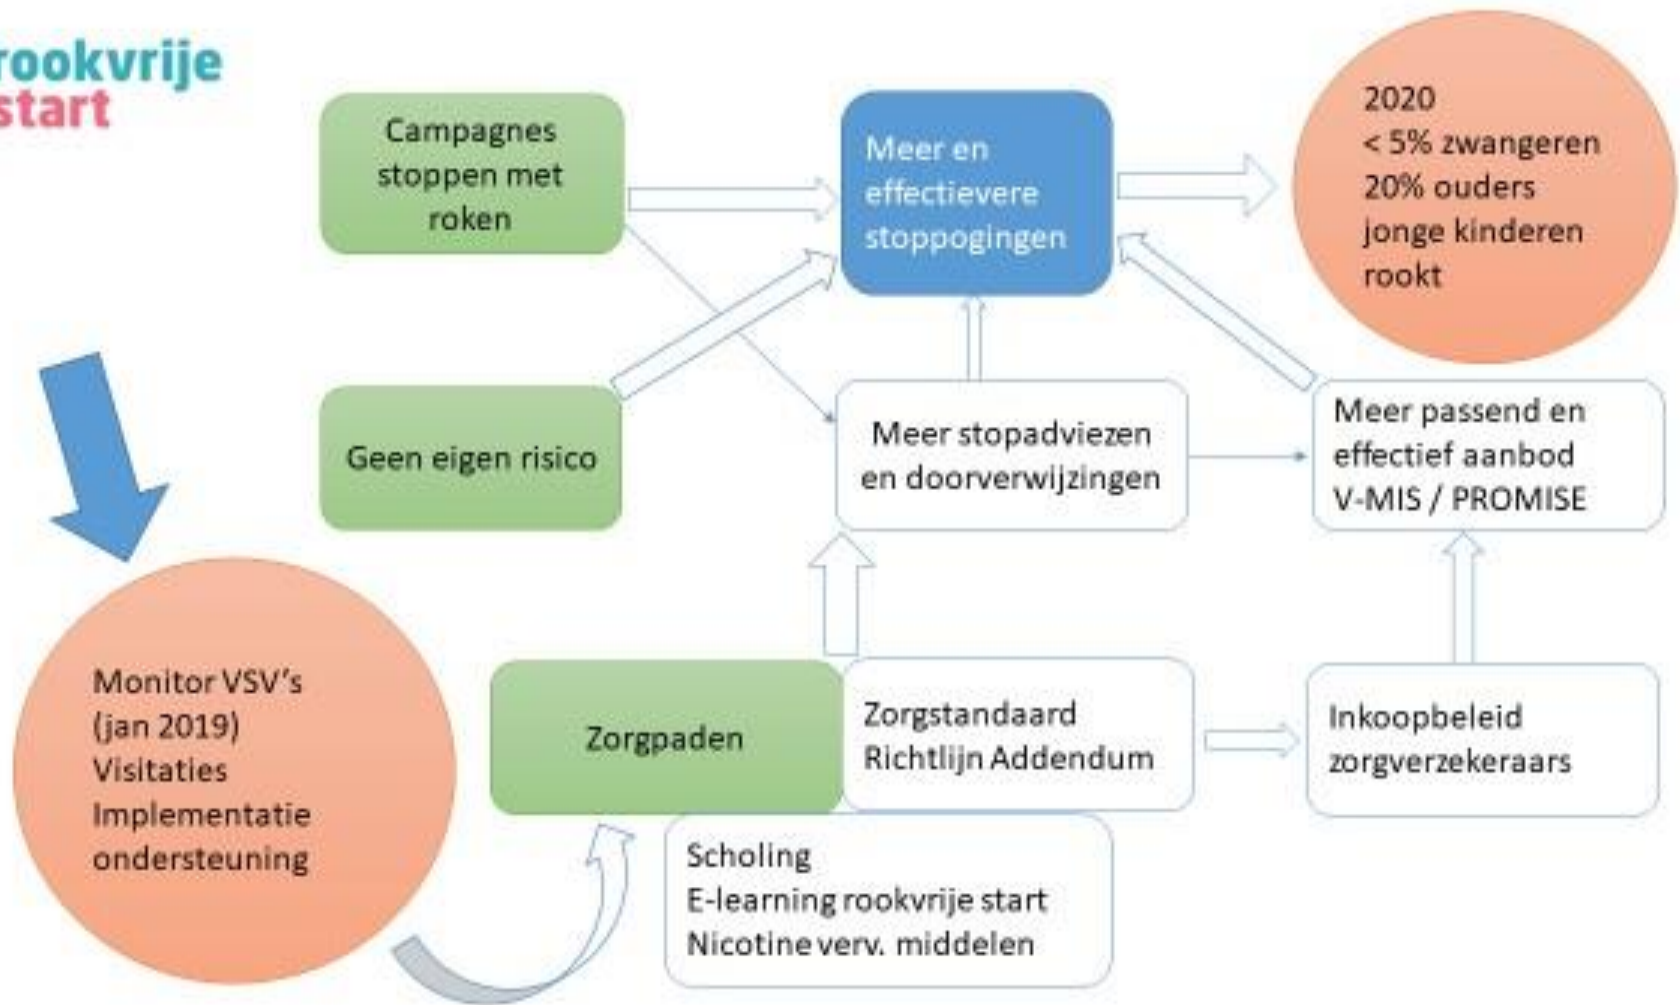 rookvrije
start
Campagnes
stoppen met
roken
Meer en
effectievere
stoppogingen
2020
< 5% zwangeren
20% ouders
jonge kinderen
rookt
Geen eigen risico
Meer stopadviezen
en doorverwijzingen
Meer passend en
effectief aanbod
V-MIS / PROMISE
Monitor VSV's
(jan 2019)
Visitaties
Implementatie
ondersteuning
Zorgpaden
Zorgstandaard
Richtlijn Addendum
Inkoopbeleid
zorgverzekeraars
Scholing
E-learning rookvrije start
Nicotine verv. middelen